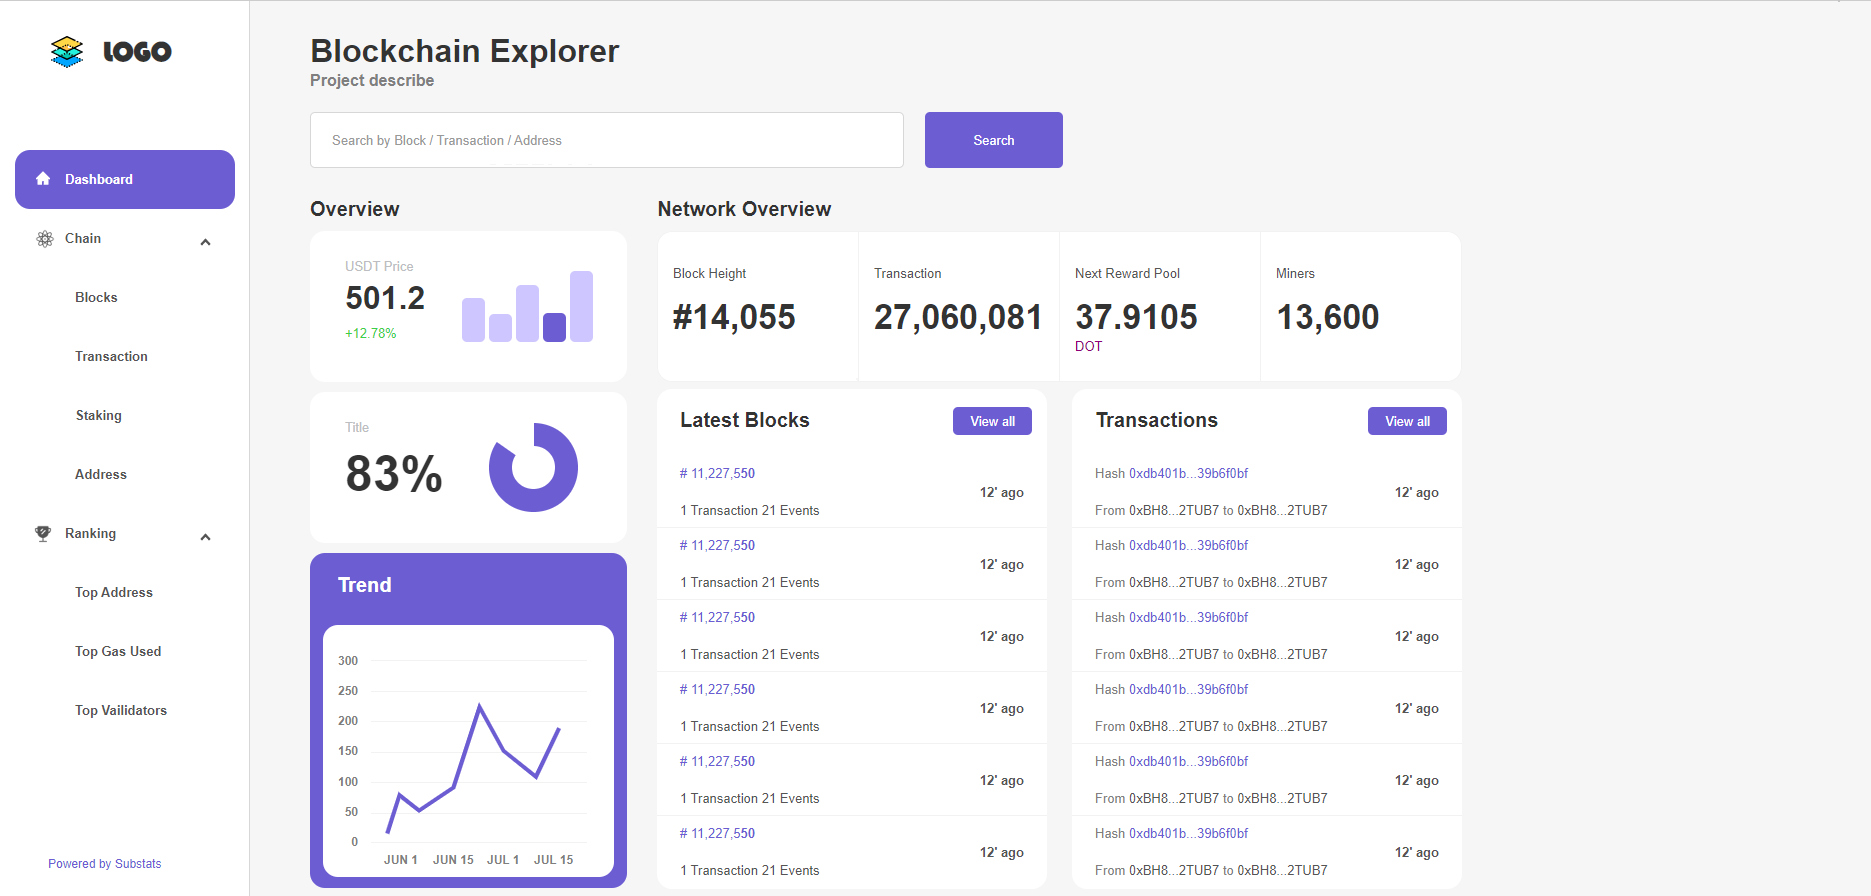 LOGO
Dashboard
Chain
Blocks
Transaction
Staking
Address
Ranking
Top Address
Top Gas Used
Top Vailidators
Powered by Substats
Blockchain Explorer
Project describe
Search by Block / Transaction / Address
Search
Overview
USDT Price
501.2
+12.78%
Title
83%
Trend
300
250
200
150
100
50
0
JUN 1 JUN 15 JUL 1 JUL 15
Network Overview
Block Height
#14,055
Transaction
27,060,081
Next Reward Pool
37.9105
DOT
Miners
13,600
Latest Blocks
View all
# 11,227,550
12' ago
1 Transaction 21 Events
# 11,227,550
12' ago
1 Transaction 21 Events
# 11,227,550
12' ago
1 Transaction 21 Events
# 11,227,550
12' ago
1 Transaction 21 Events
# 11,227,550
12' ago
1 Transaction 21 Events
# 11,227,550
12' ago
1 Transaction 21 Events
Transactions
View all
Hash 0xdb401b...39b6f0bf
12' ago
From 0xBH8...2TUB7 to 0xBH8...2TUB7
Hash 0xdb401b...39b6f0bf
12' ago
From 0xBH8...2TUB7 to 0xBH8...2TUB7
Hash 0xdb401b...39b6f0bf
12' ago
From 0xBH8...2TUB7 to 0xBH8...2TUB7
Hash 0xdb401b...39b6f0bf
12' ago
From 0xBH8...2TUB7 to 0xBH8...2TUB7
Hash 0xdb401b...39b6f0bf
12' ago
From 0xBH8...2TUB7 to 0xBH8...2TUB7
Hash 0xdb401b...39b6f0bf
12' ago
From 0xBH8...2TUB7 to 0xBH8...2TUB7